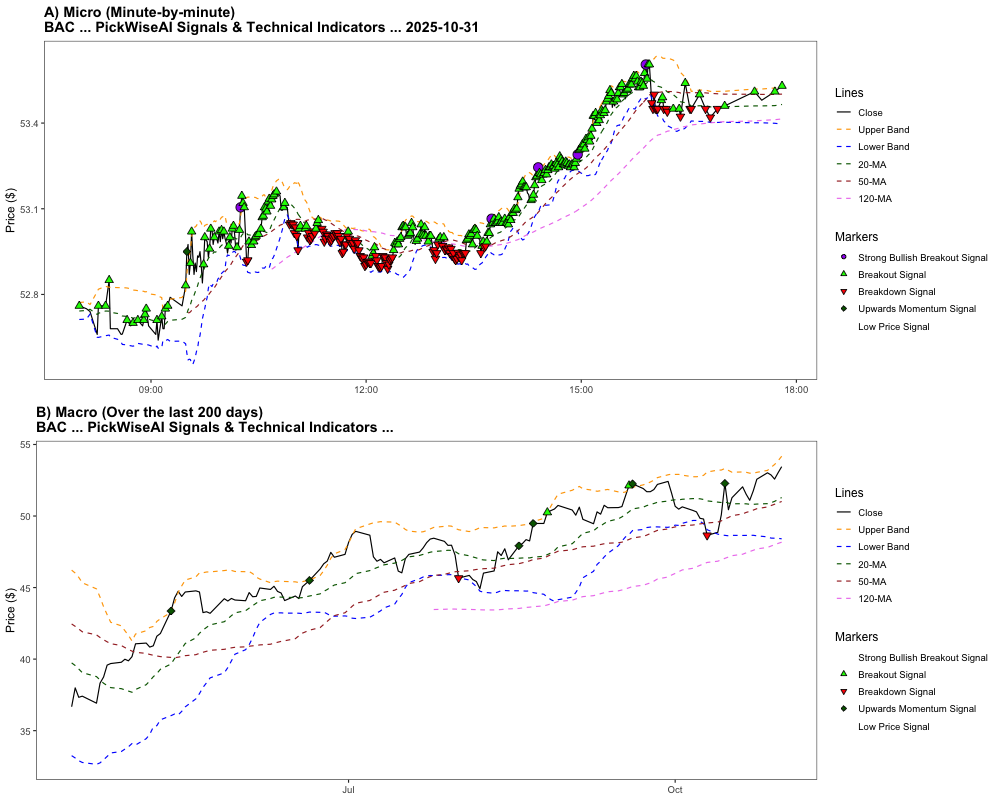 A) Micro (Minute-by-minute)
BAC ... PickWiseAI Signals & Technical Indicators ... 2025-10-31
Price ($)
53.4
53.1
52.8
09:00
12:00
15:00
18:00
Lines
Close
Upper Band
Lower Band
20-MA
50-MA
120-MA
Markers
Strong Bullish Breakout Signal
Breakout Signal
Breakdown Signal
Upwards Momentum Signal
Low Price Signal
B) Macro (Over the last 200 days)
BAC ... PickWiseAI Signals & Technical Indicators ...
Price ($)
55
50
45
40
35
Jul
Oct
Lines
Close
Upper Band
Lower Band
20-MA
50-MA
120-MA
Markers
Strong Bullish Breakout Signal
Breakout Signal
Breakdown Signal
Upwards Momentum Signal
Low Price Signal